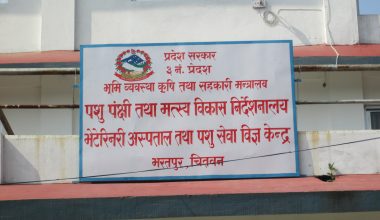 प्रदेश सरकार
३ नं. प्रदेश
भूमि व्यवस्था कृषि तथा सहकारी मन्त्रालय
पशु पंक्षी तथा मत्स्य विकास निर्देशनालय
भेटेरिनरी अस्पताल तथा पशु सेवा विज्ञ केन्द्र
भरतपुर, चितवन